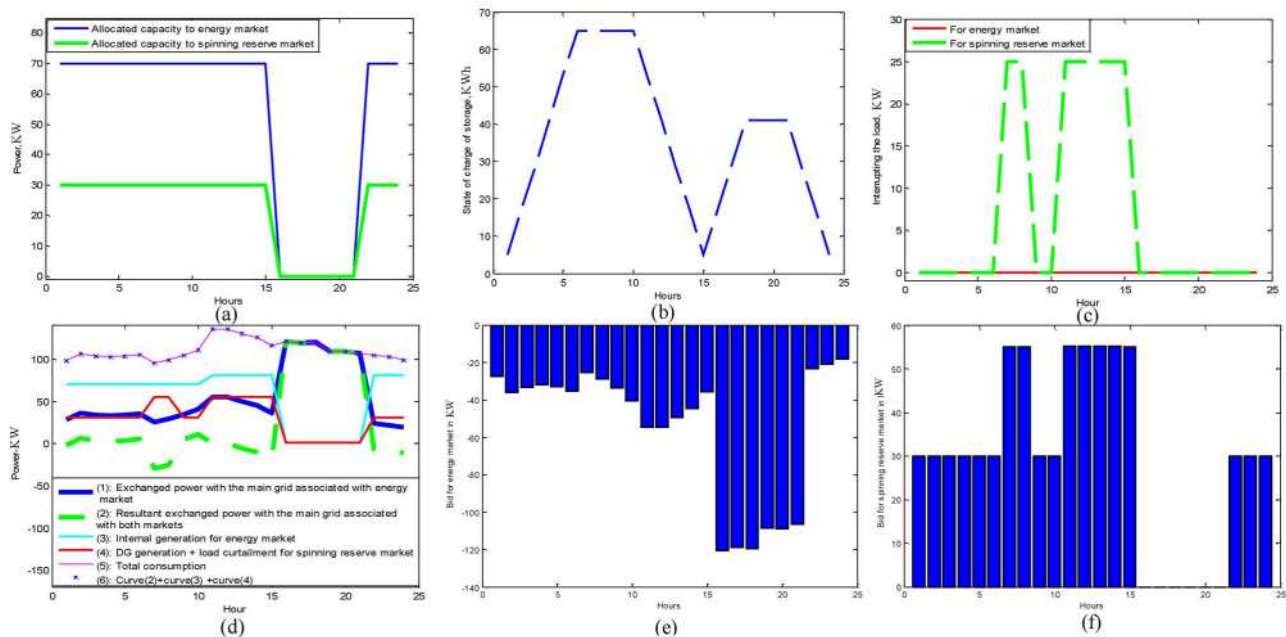 80
70
60
50
40
30
20
10
0
Power,KW
Allocated capacity to energy market
Allocated capacity to spinning reserve market
0
5
10
15
20
25
Hours
(a)
70
60
50
40
30
20
10
0
State of charge of storage,KWh
0
5
10
15
20
25
Hours
(b)
30
25
20
15
10
5
0
Interrupting the load, KW
For energy market
For spinning reserve market
0
5
10
15
20
25
Hour
(c)
100
50
0
-50
-100
-150
Power-KW
(1): Exchanged power with the main grid associated with energy
market
(2): Resultant exchanged power with the main grid associated
with both markets
(3): Internal generation for energy market
(4): DG generation + load curtailment for spinning reserve market
(5): Total consumption
(6): Curve(2)+curve(3) +curve(4)
0
5
10
15
20
25
Hour
(d)
0
-20
-40
-60
-80
-100
-120
-140
Bid for energy market in KW
0
5
10
15
20
25
Hours
(e)
60
50
40
30
20
10
0
Bid for spinning reserve market in KW
0
5
10
15
20
25
Hours
(f)